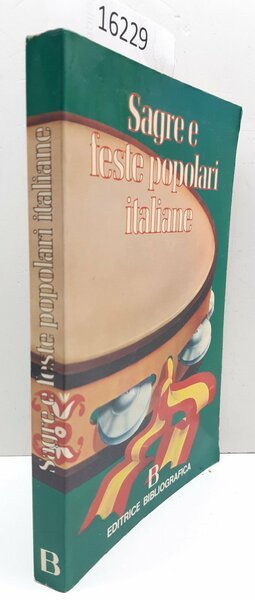 16229
Sagre e
feste popolari
italiane
B
EDITRICE BIBLIOGRAFICA
Sagre e feste popolari italiane
B